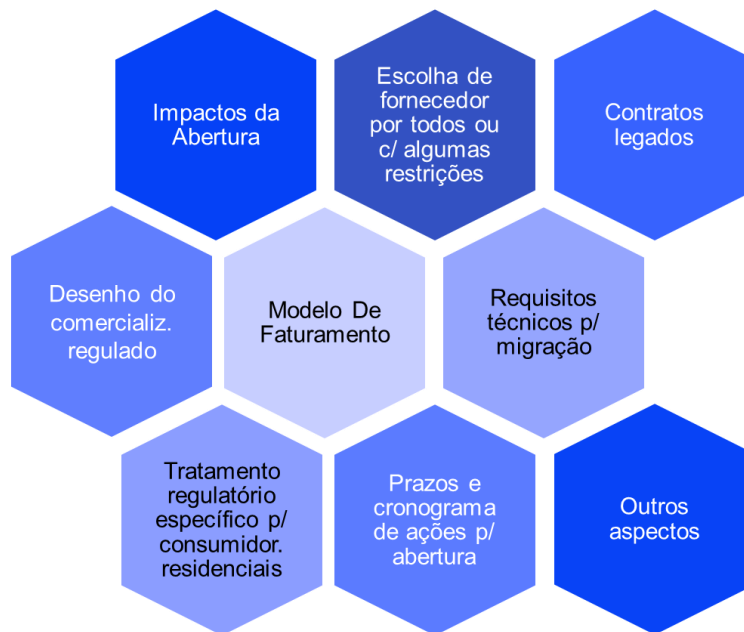 Impactos da
Abertura
Escolha de
fornecedor
por todos ou
c/ algumas
restrições
Contratos
legados
Desenho do
comercializ.
regulado
Modelo De
Faturamento
Requisitos
técnicos p/
migração
Tratamento
regulatório
específico p/
consumidor.
residenciais
Prazos e
cronograma
de ações p/
abertura
Outros
aspectos